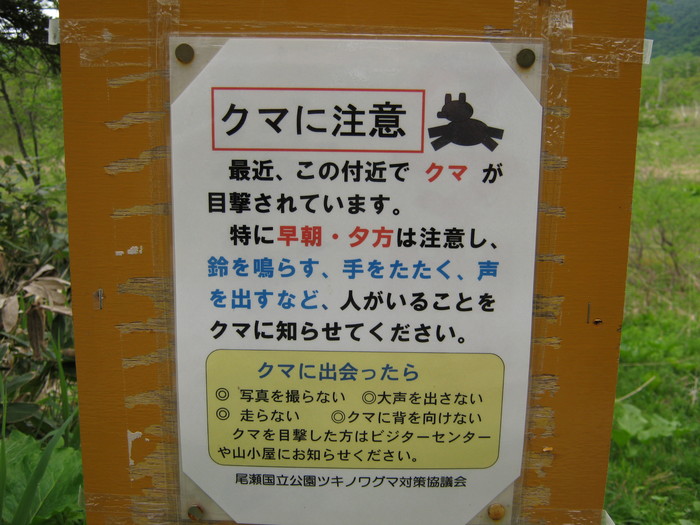 クマに注意
最近、この付近で クマ が
目撃されています。
特に早朝・夕方は注意し、
鈴を鳴らす、手をたたく、声
を出すなど、人がいることを
クマに知らせてください。
クマに出会ったら
◎ 写真を撮らない ◎大声を出さない
◎ 走らない ◎クマに背を向けない
クマを目撃した方はビジターセンター
や山小屋にお知らせください。
尾瀬国立公園ツキノワグマ対策協議会